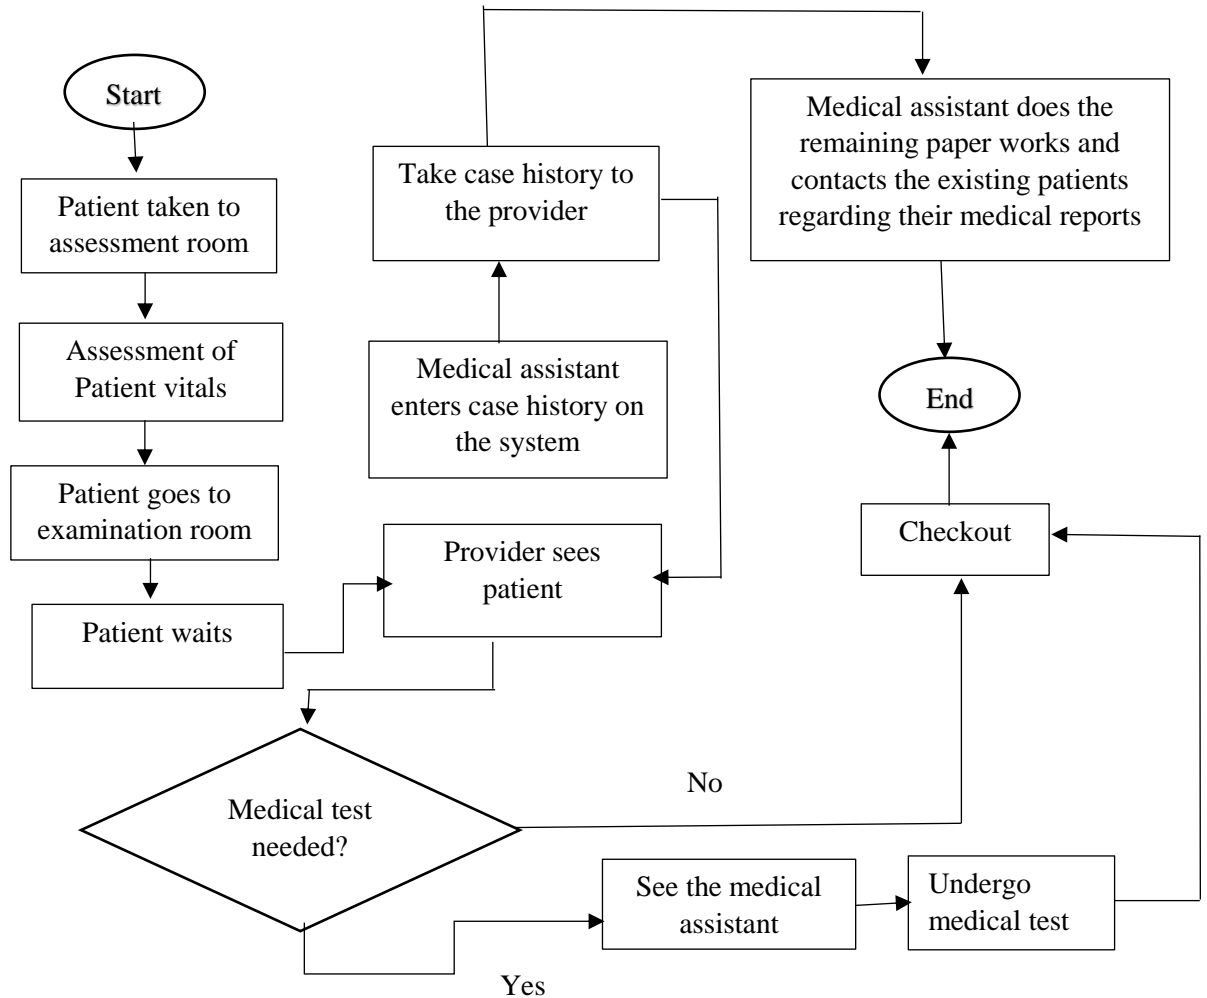 Start
Patient taken to
assessment room
Assessment of
Patient vitals
Patient goes to
examination room
Patient waits
Take case history to
the provider
Medical assistant
enters case history on
the system
Provider sees
patient
Medical assistant does the
remaining paper works and
contacts the existing patients
regarding their medical reports
End
Checkout
Medical test
needed?
No
Yes
See the medical
assistant
Undergo
medical test